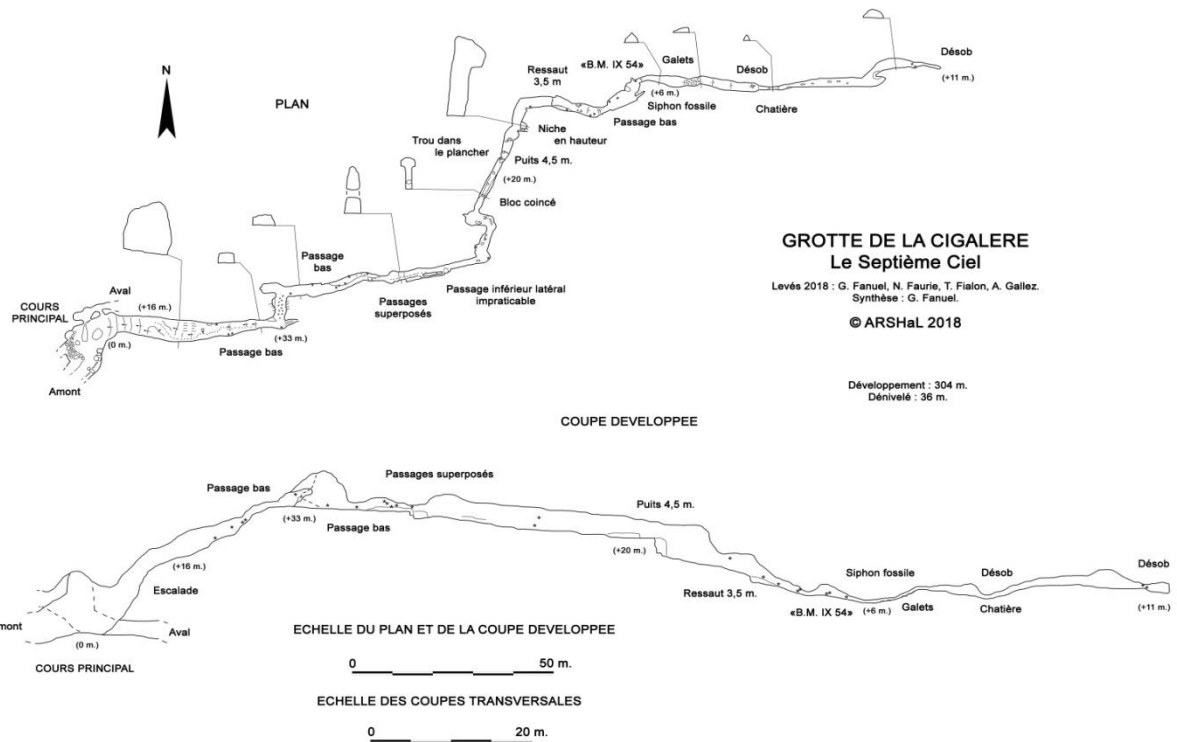 N
PLAN
Ressaut
3,5 m
«B.M. IX 54»
Galets
Désob
Désob
(+11 m.)
(+6 m.)
Siphon fossile
Chatière
Passage bas
Niche
en hauteur
Trou dans
le plancher
Puits 4,5 m.
(+20 m.)
Bloc coincé
Passage
bas
Passage inférieur latéral
impraticable
Passages
superposés
Aval
(+16 m.)
COURS
PRINCIPAL
(0 m.)
Passage bas
(+33 m.)
Amont
GROTTE DE LA CIGALERE
Le Septième Ciel
Levés 2018 : G. Fanuel, N. Faurie, T. Fialon, A. Gallez.
Synthèse : G. Fanuel.
© ARSHaL 2018
Développement : 304 m.
Dénivelé : 36 m.
COUPE DEVELOPPEE
Passage bas
Passages superposés
(+33 m.)
Passage bas
Puits 4,5 m.
(+20 m.)
(+16 m.)
Escalade
Siphon fossile
Désob
Désob
Ressaut 3,5 m.
«B.M. IX 54»
(+6 m.)
Galets
Chatière
(+11 m.)
mont
Aval
(0 m.)
COURS PRINCIPAL
ECHELLE DU PLAN ET DE LA COUPE DEVELOPPEE
0 50 m.
ECHELLE DES COUPES TRANSVERSALES
0 20 m.